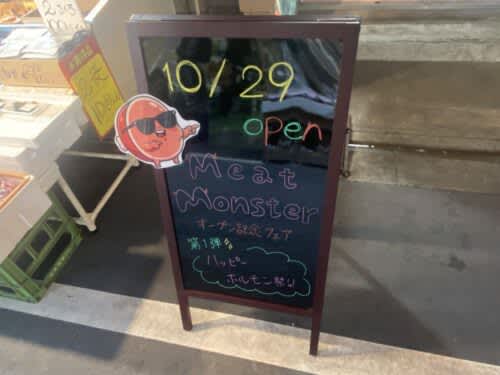 10/29
open
Meat
Monster
オープン記念フェア
第1弾
ハッピー
ホルモン祭り